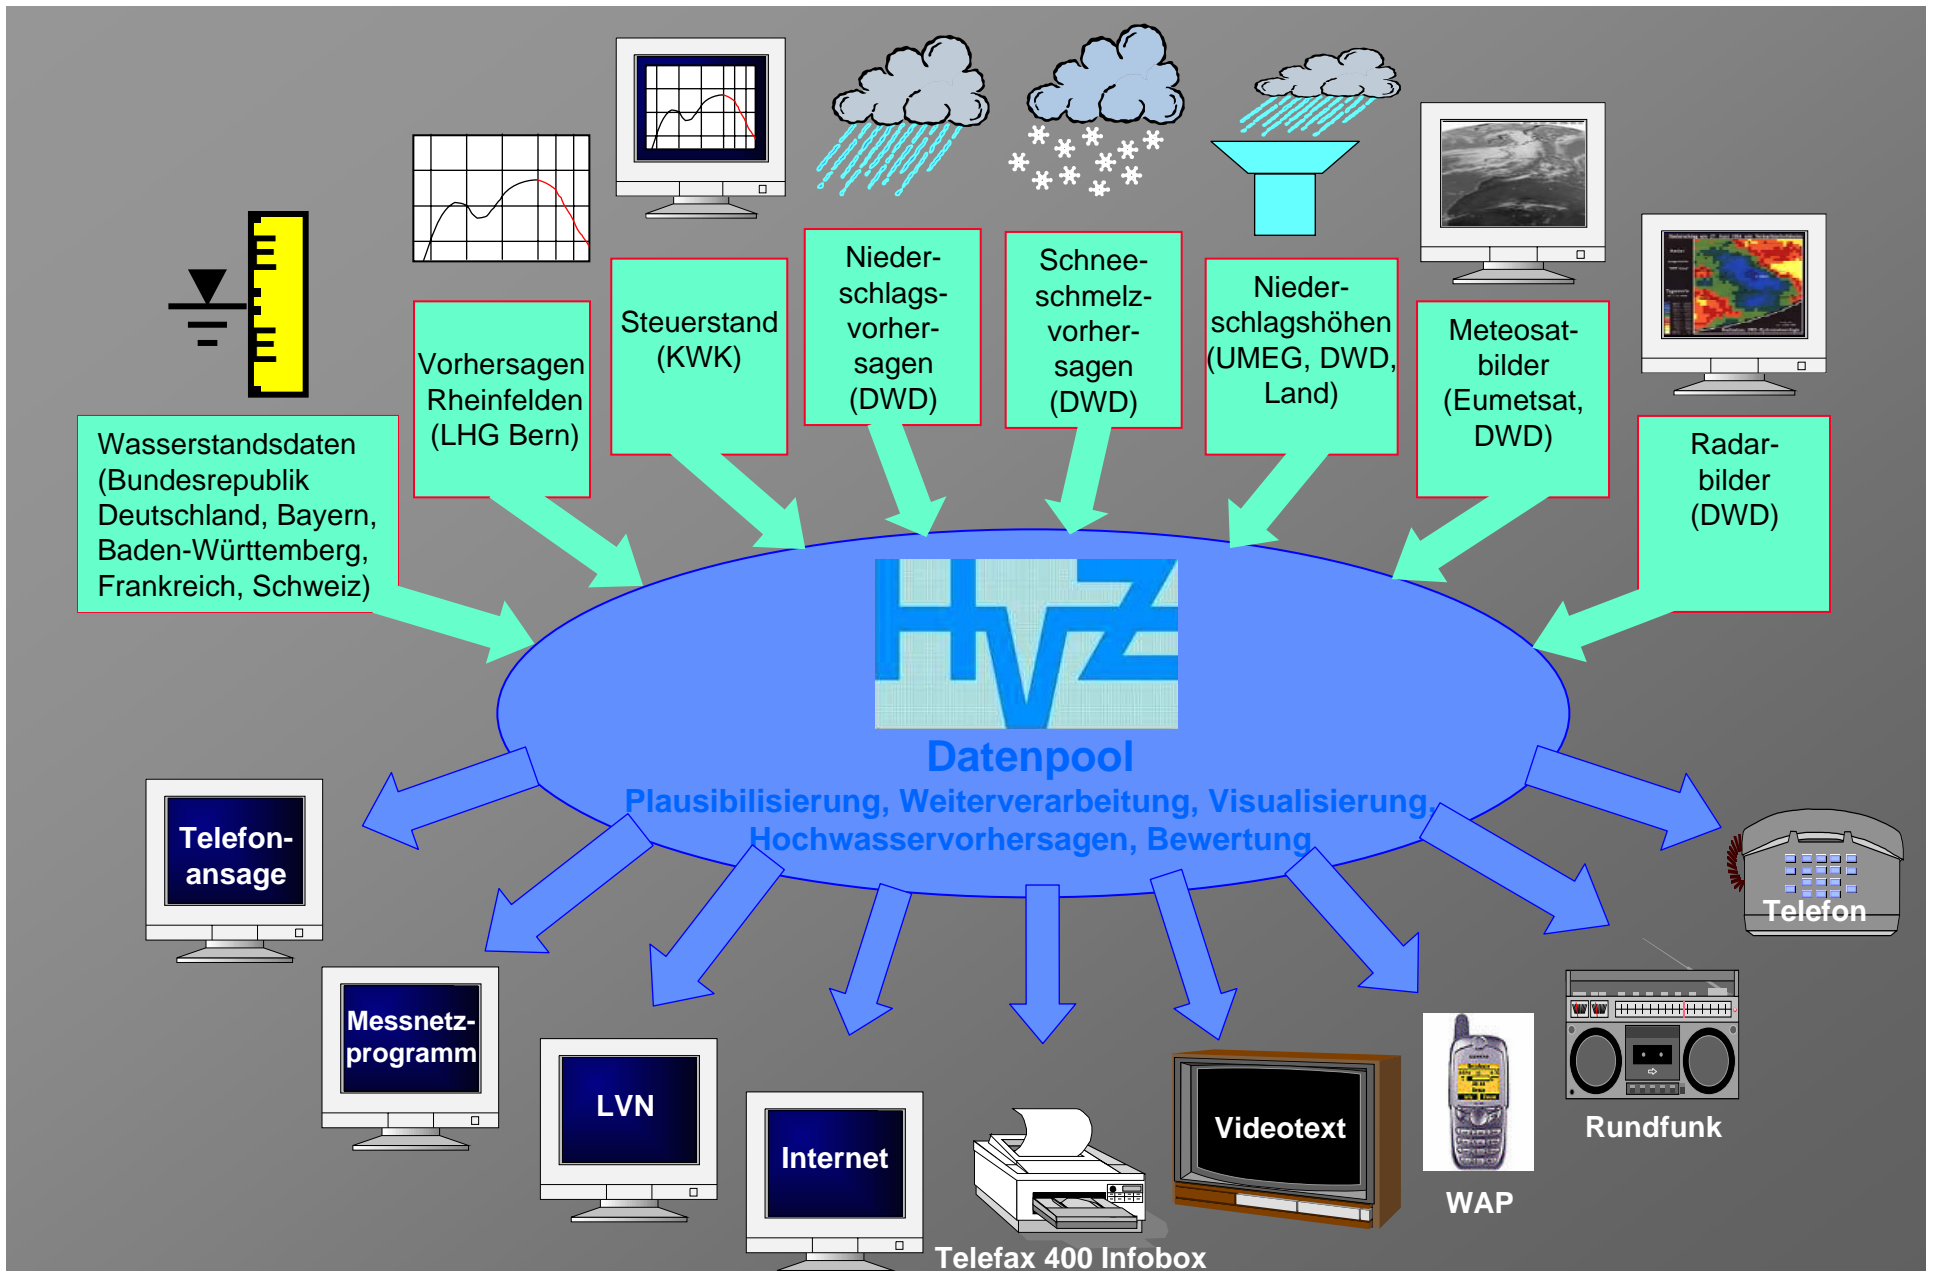 Wasserstandsdaten
(Bundesrepublik
Deutschland, Bayern,
Baden-Württemberg,
Frankreich, Schweiz)
Vorhersagen
Rheinfelden
(LHG Bern)
Steuerstand
(KWK)
Nieder-
schlags-
vorher-
sagen
(DWD)
Schnee-
schmelz-
vorher-
sagen
(DWD)
Nieder-
schlagshöhen
(UMEG, DWD,
Land)
Meteosat-
bilder
(Eumetsat,
DWD)
Radar-
bilder
(DWD)
HVZ
Datenpool
Plausibilisierung, Weiterverarbeitung, Visualisierung,
Hochwasservorhersagen, Bewertung
Telefon-
ansage
Messnetz-
programm
LVN
Internet
Telefax 400 Infobox
Videotext
WAP
Rundfunk
Telefon